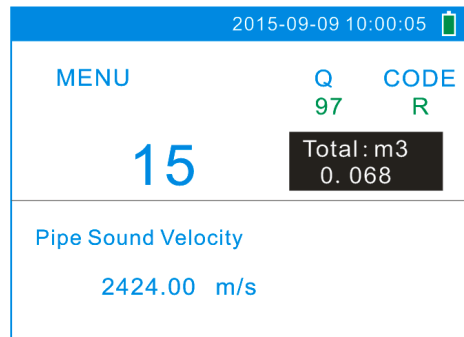 2015-09-09 10:00:05
MENU Q CODE
97 R
15 Total:m3
0.068
Pipe Sound Velocity
2424.00 m/s